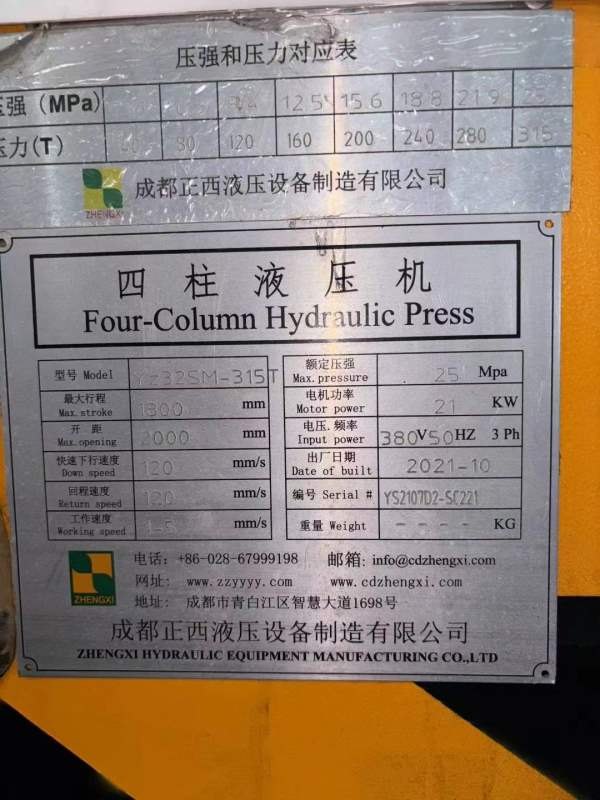 压强和压力对应表
压强 (MPa) 12.5 15.6 18.8 21.9
压力(T) 80 120 160 200 240 280 315
ZHENGXI
成都正西液压设备制造有限公司
四柱液压机
Four-Column Hydraulic Press
型号 Model Yz32SM-315T 额定压强 Max.pressure 25 Mpa
最大行程 Max.stroke 1800 mm 电机功率 Motor power 21 KW
开 距 Max.opening 2000 mm 电压.频率 Input power 380V50HZ 3 Ph
快速下行速度 Down speed 120 mm/s 出厂日期 Date of built 2021-10
回程速度 Return speed 120 mm/s 编号 Serial # YS2107D2-SC221
工作速度 Working speed mm/s 重量 Weight ---- KG
电话: +86-028-67999198 邮箱: info@cdzhengxi.com
网址: www.zzyyyy.com www.cdzhengxi.com
地址: 成都市青白江区智慧大道1698号
ZHENGXI
成都正西液压设备制造有限公司
ZHENGXI HYDRAULIC EQUIPMENT MANUFACTURING CO.,LTD